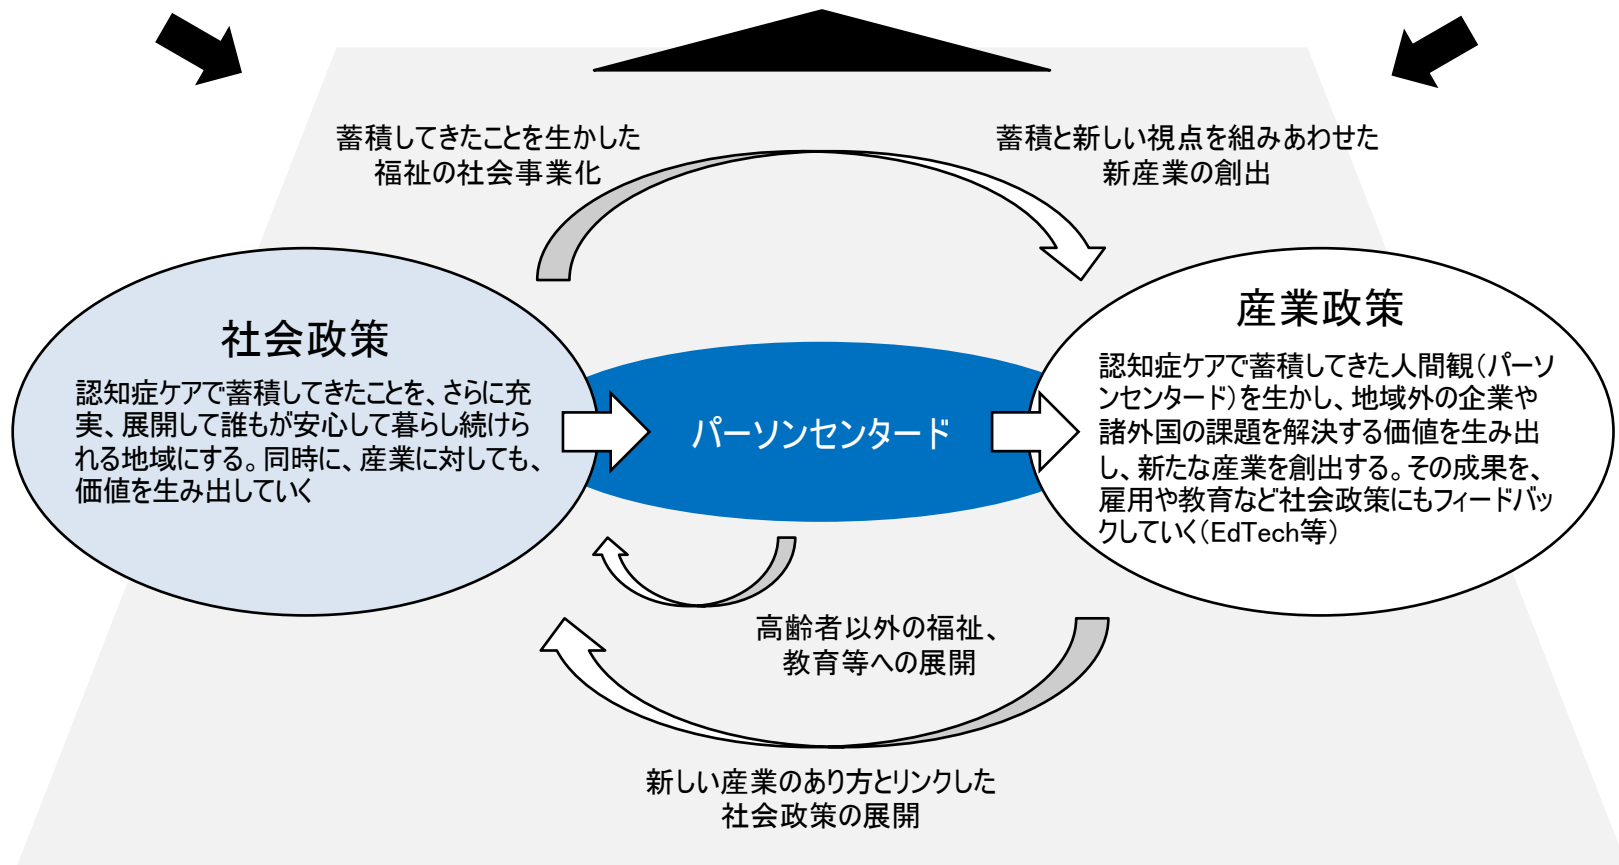 蓄積してきたことを生かした
福祉の社会事業化
蓄積と新しい視点を組みあわせた
新産業の創出
社会政策
認知症ケアで蓄積してきたことを、さらに充
実、展開して誰もが安心して暮らし続けら
れる地域にする。同時に、産業に対しても、
価値を生み出していく
パーソンセンタード
産業政策
認知症ケアで蓄積してきた人間観（パーソ
ンセンタード）を生かし、地域外の企業や
諸外国の課題を解決する価値を生み出
し、新たな産業を創出する。その成果を、
雇用や教育など社会政策にもフィードバッ
クしていく（EdTech等）
高齢者以外の福祉、
教育等への展開
新しい産業のあり方とリンクした
社会政策の展開